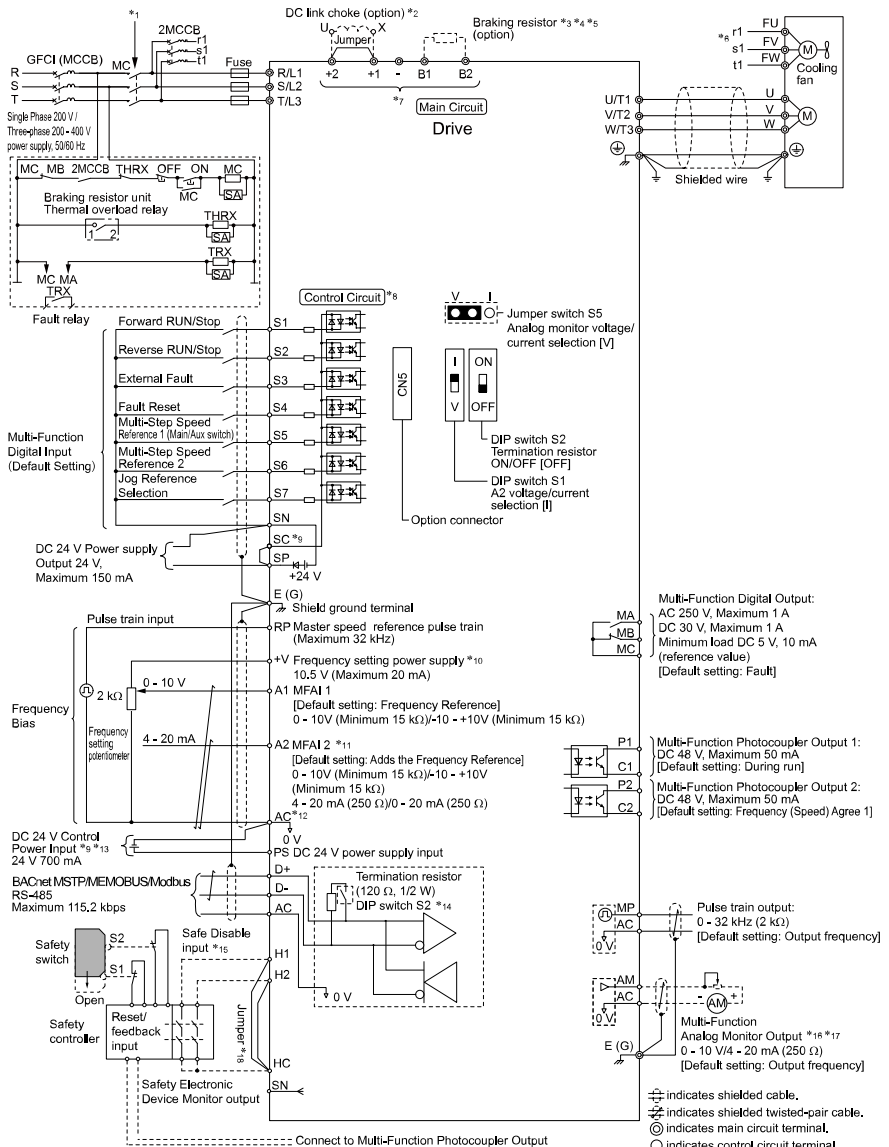 *1
2MCCB
r1
s1
t1
DC link choke (option) *2
U X
Jumper
Braking resistor *3 *4 *5
(option)
GFCI (MCCB)
MC
Fuse
R
S
T
R/L1
S/L2
T/L3
+2 +1 - B1 B2
*7
Main Circuit
Drive
*6
r1 FU
s1 FV
t1 FW
M
Cooling
fan
Single Phase 200 V /
Three-phase 200 - 400 V
power supply, 50/60 Hz
U/T1 U
V/T2 V
W/T3 W
M
Shielded wire
MC MB 2MCCB THRX OFF ON MC
MC
SA
Braking resistor unit
Thermal overload relay
1 2
THRX
SA
TRX
SA
MC MA
TRX
Fault relay
Control Circuit *8
Multi-Function
Digital Input
(Default Setting)
Forward RUN/Stop
S1
Reverse RUN/Stop
S2
External Fault
S3
Fault Reset
S4
Multi-Step Speed
Reference 1 (Main/Aux switch)
S5
Multi-Step Speed
Reference 2
S6
Jog Reference
Selection
S7
SN
SC *9
SP
+24 V
DC 24 V Power supply
Output 24 V,
Maximum 150 mA
CN5
Option connector
V I
Jumper switch S5
Analog monitor voltage/
current selection [V]
I
V
ON
OFF
DIP switch S2
Termination resistor
ON/OFF [OFF]
DIP switch S1
A2 voltage/current
selection [I]
E (G)
Shield ground terminal
Pulse train input
RP Master speed reference pulse train
(Maximum 32 kHz)
+V Frequency setting power supply *10
10.5 V (Maximum 20 mA)
Frequency
Bias
2 kΩ
0 - 10 V
Frequency
setting
potentiometer
A1 MFAI 1
[Default setting: Frequency Reference]
0 - 10V (Minimum 15 kΩ)/-10 - +10V (Minimum 15 kΩ)
4 - 20 mA
A2 MFAI 2 *11
[Default setting: Adds the Frequency Reference]
0 - 10V (Minimum 15 kΩ)/-10 - +10V
(Minimum 15 kΩ)
4 - 20 mA (250 Ω)/0 - 20 mA (250 Ω)
AC *12
0 V
DC 24 V Control
Power Input *9 *13
24 V 700 mA
PS DC 24 V power supply input
BACnet MSTP/MEMOBUS/Modbus
RS-485
Maximum 115.2 kbps
D+
D-
AC
Termination resistor
(120 Ω, 1/2 W)
DIP switch S2 *14
0 V
Safe Disable
input *15
Safety
switch
S2
S1
Open
H1
H2
Jumper *18
HC
SN
Safety
controller
Reset/
feedback
input
Safety Electronic
Device Monitor output
Connect to Multi-Function Photocoupler Output
MA
MB
MC
Multi-Function Digital Output:
AC 250 V, Maximum 1 A
DC 30 V, Maximum 1 A
Minimum load DC 5 V, 10 mA
(reference value)
[Default setting: Fault]
P1
C1
Multi-Function Photocoupler Output 1:
DC 48 V, Maximum 50 mA
[Default setting: During run]
P2
C2
Multi-Function Photocoupler Output 2:
DC 48 V, Maximum 50 mA
[Default setting: Frequency (Speed) Agree 1]
MP
AC
0 V
Pulse train output:
0 - 32 kHz (2 kΩ)
[Default setting: Output frequency]
AM
AC
0 V
- AM +
E (G)
Multi-Function
Analog Monitor Output *16 *17
0 - 10 V/4 - 20 mA (250 Ω)
[Default setting: Output frequency]
indicates shielded cable.
indicates shielded twisted-pair cable.
indicates main circuit terminal.
indicates control circuit terminal.